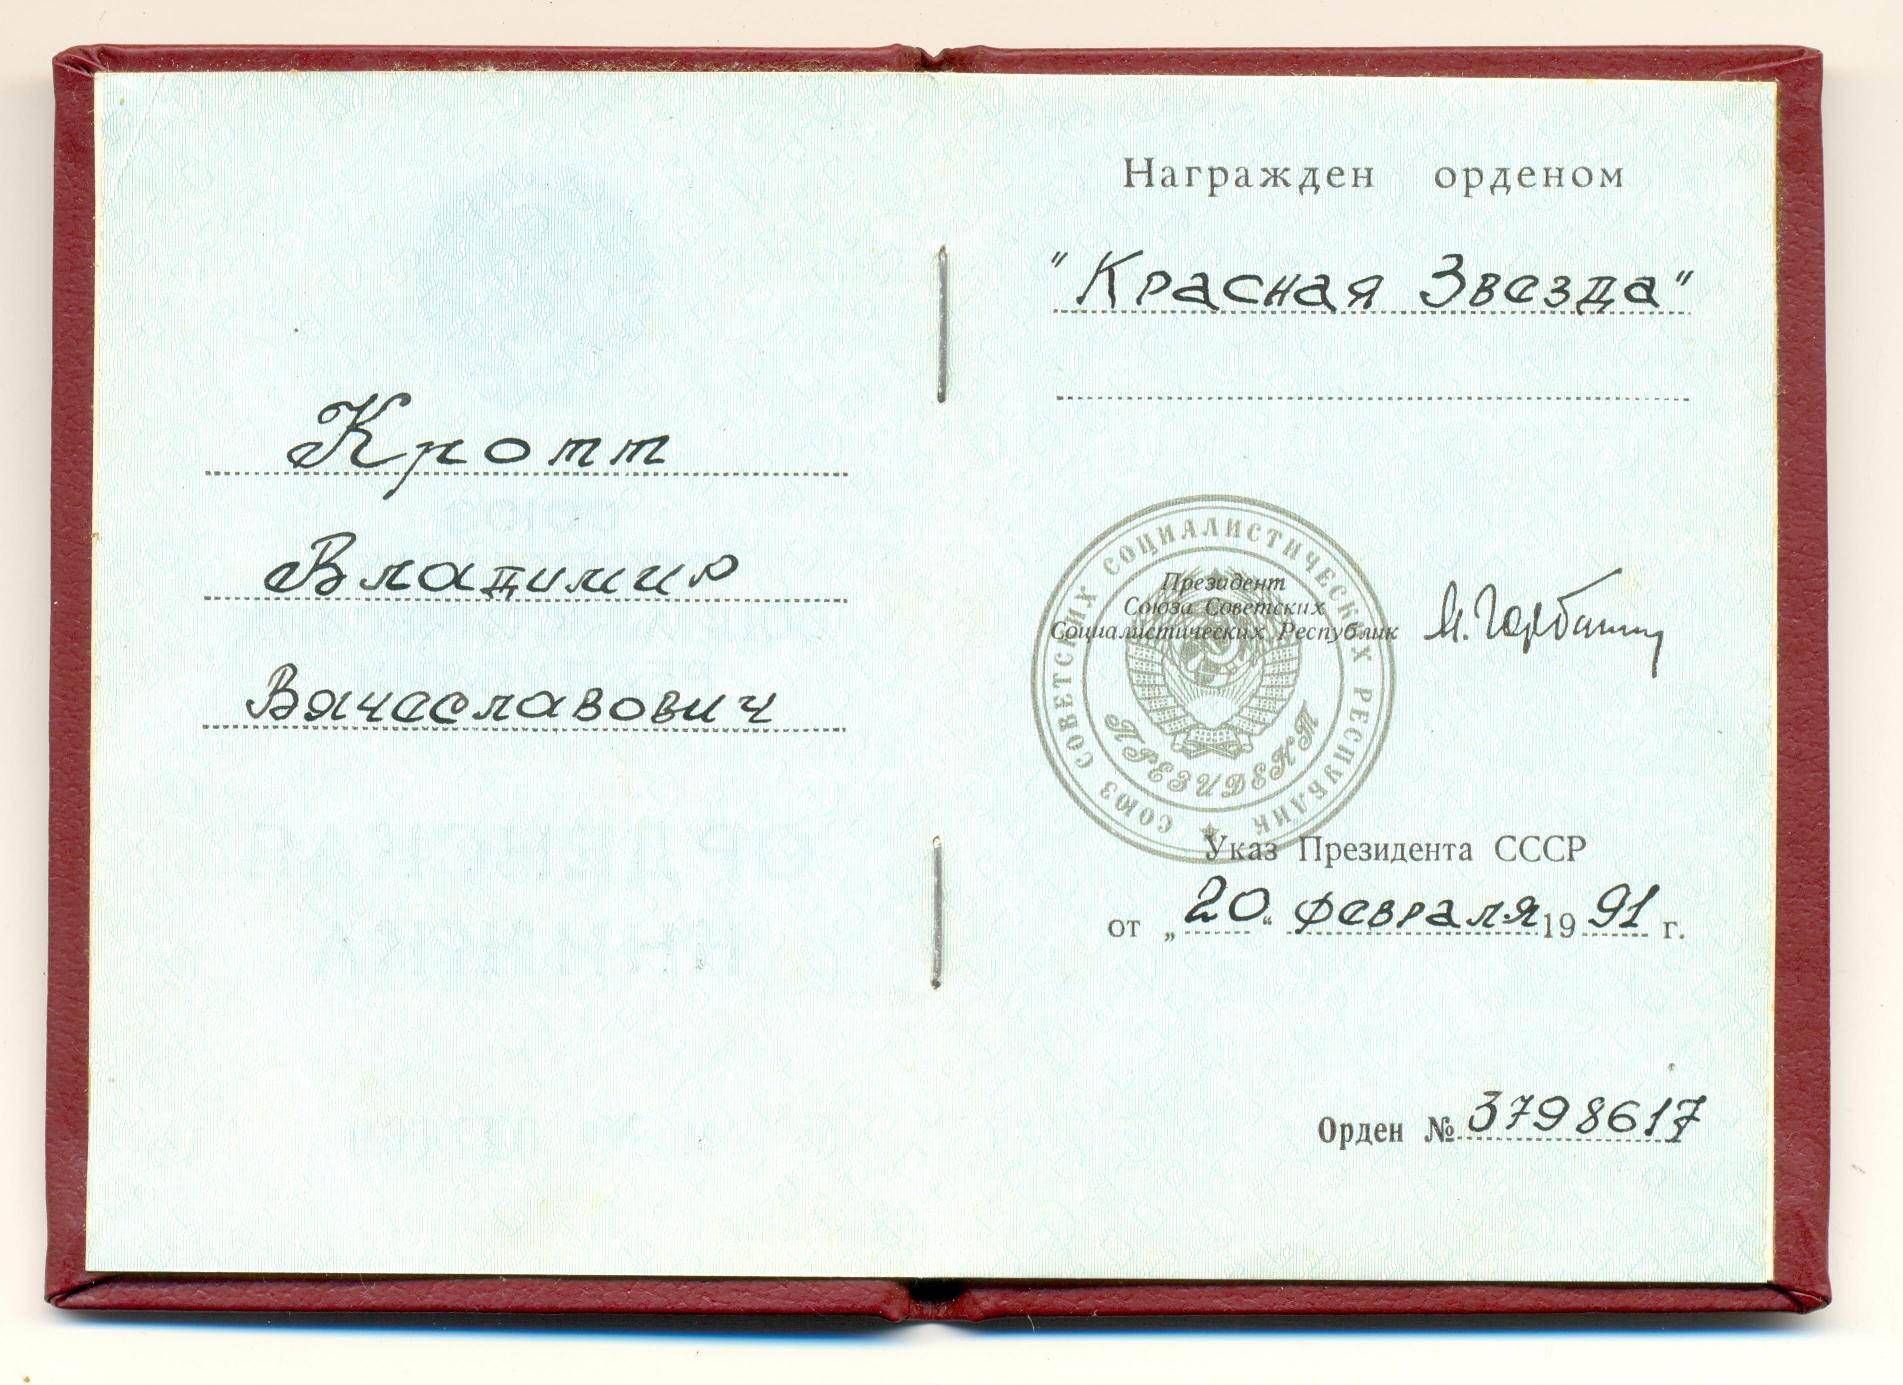 Кротт
Владимир
Вячеславович
Награжден орденом
"Красная Звезда"
СОЮЗ СОВЕТСКИХ СОЦИАЛИСТИЧЕСКИХ РЕСПУБЛИК
ПРЕЗИДЕНТ
Президент
Союза Советских
Социалистических Республик
М. Горбачев
Указ Президента СССР
от „20“ февраля 1991 г.
Орден № 3798617